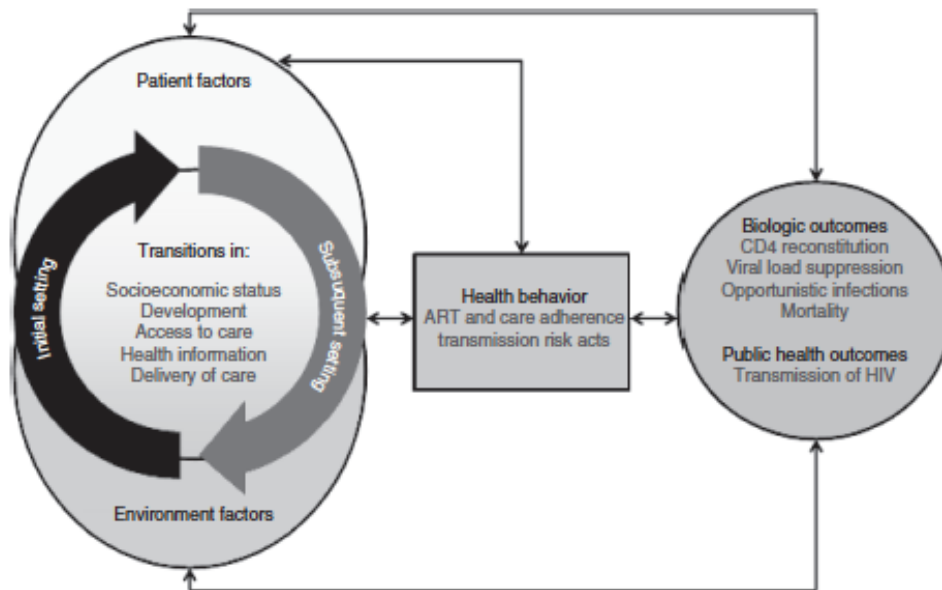 Patient factors
Initial setting
Transitions in:
Socioeconomic status
Development
Access to care
Health information
Delivery of care
Subsuquent setting
Environment factors
Health behavior
ART and care adherence
transmission risk acts
Biologic outcomes
CD4 reconstitution
Viral load suppression
Opportunistic infections
Mortality
Public health outcomes
Transmission of HIV